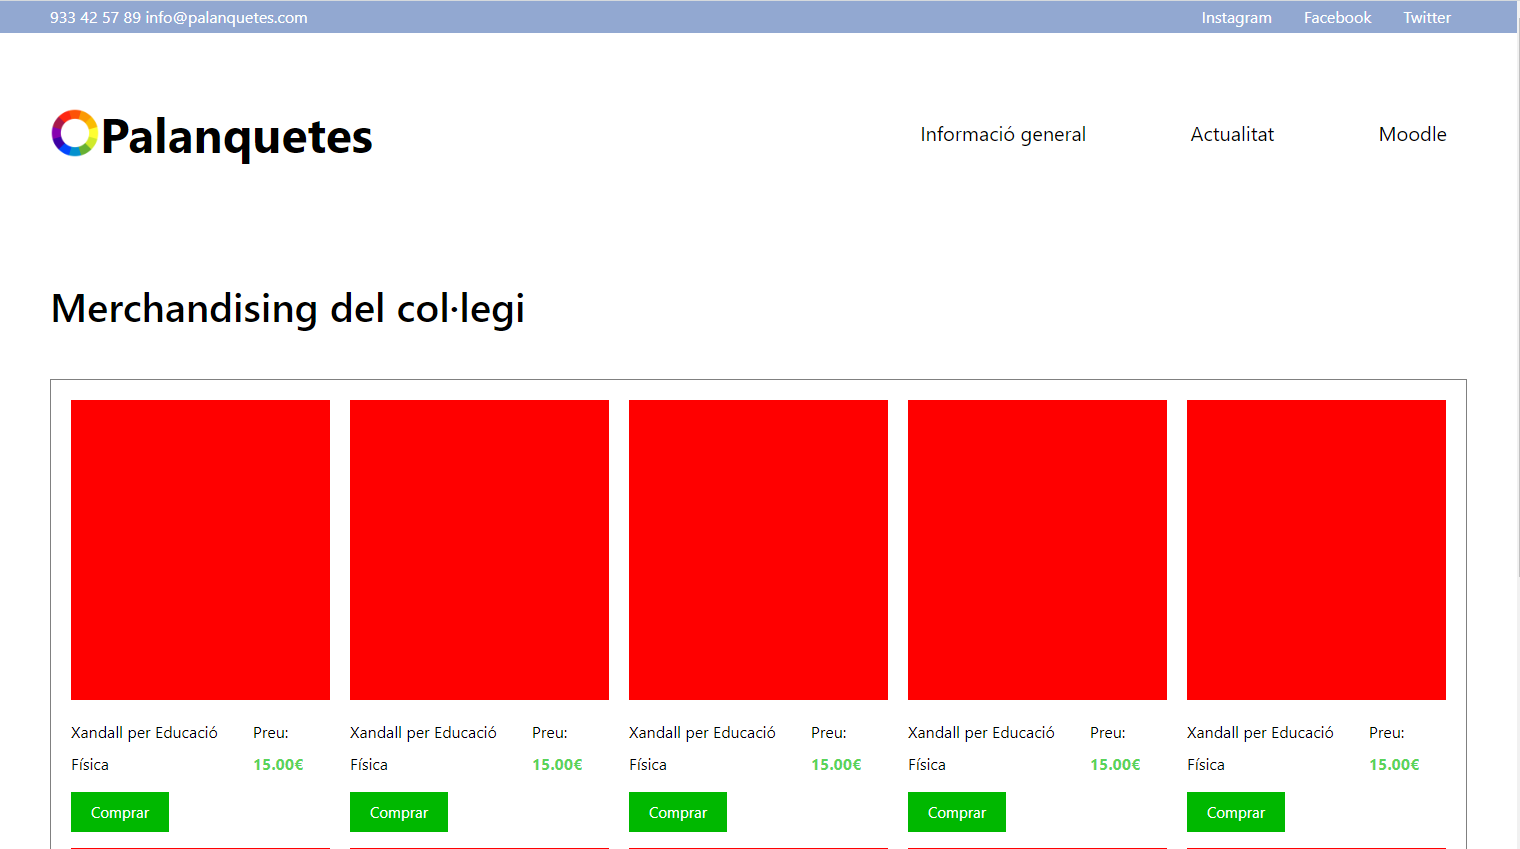 933 42 57 89 info@palanquetes.com Instagram Facebook Twitter
Palanquetes Informació general Actualitat Moodle
Merchandising del col·legi
Xandall per Educació Preu: Xandall per Educació Preu: Xandall per Educació Preu: Xandall per Educació Preu: Xandall per Educació Preu:
Física 15.00€ Física 15.00€ Física 15.00€ Física 15.00€ Física 15.00€
Comprar Comprar Comprar Comprar Comprar